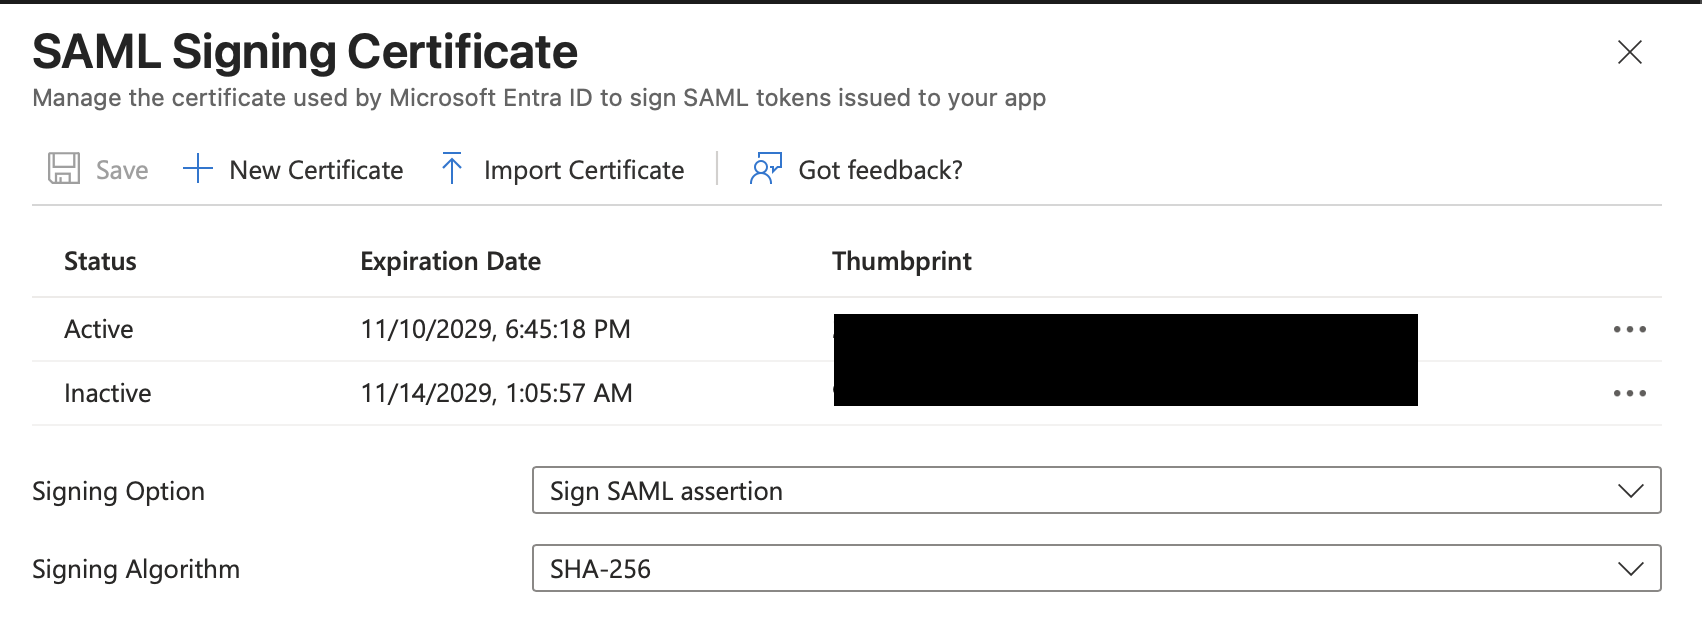 SAML Signing Certificate
Manage the certificate used by Microsoft Entra ID to sign SAML tokens issued to your app
Save New Certificate Import Certificate Got feedback?
Status Expiration Date Thumbprint
Active 11/10/2029, 6:45:18 PM
Inactive 11/14/2029, 1:05:57 AM
Signing Option Sign SAML assertion
Signing Algorithm SHA-256